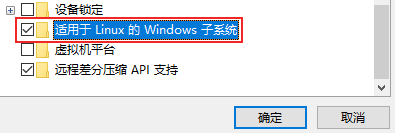 设备锁定
适用于 Linux 的 Windows 子系统
虚拟机平台
远程差分压缩 API 支持
确定
取消